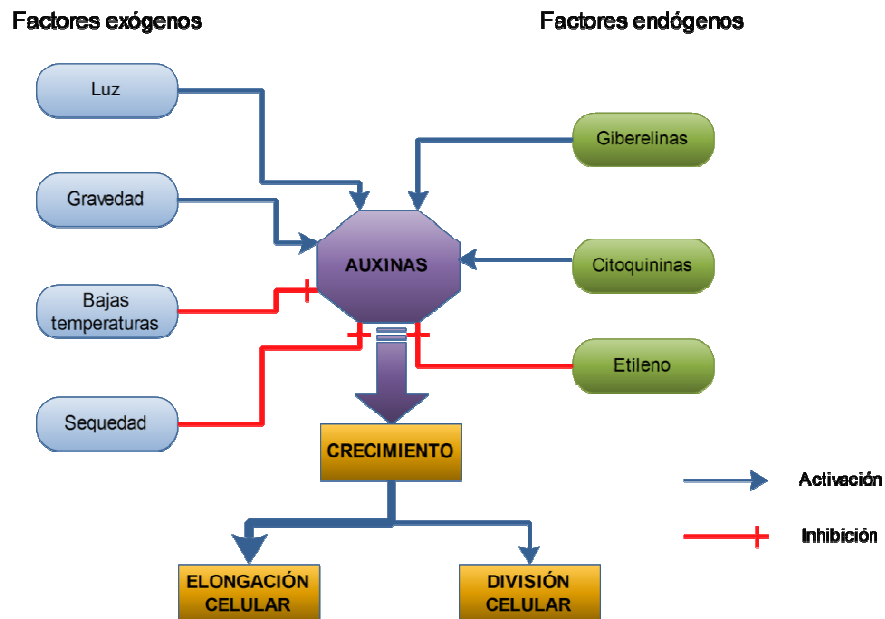 Factores exógenos
Factores endógenos
Luz
Giberelinas
Gravedad
AUXINAS
Citoquininas
Bajas
temperaturas
Etileno
Sequedad
CRECIMIENTO
Activación
Inhibición
ELONGACIÓN
CELULAR
DIVISIÓN
CELULAR